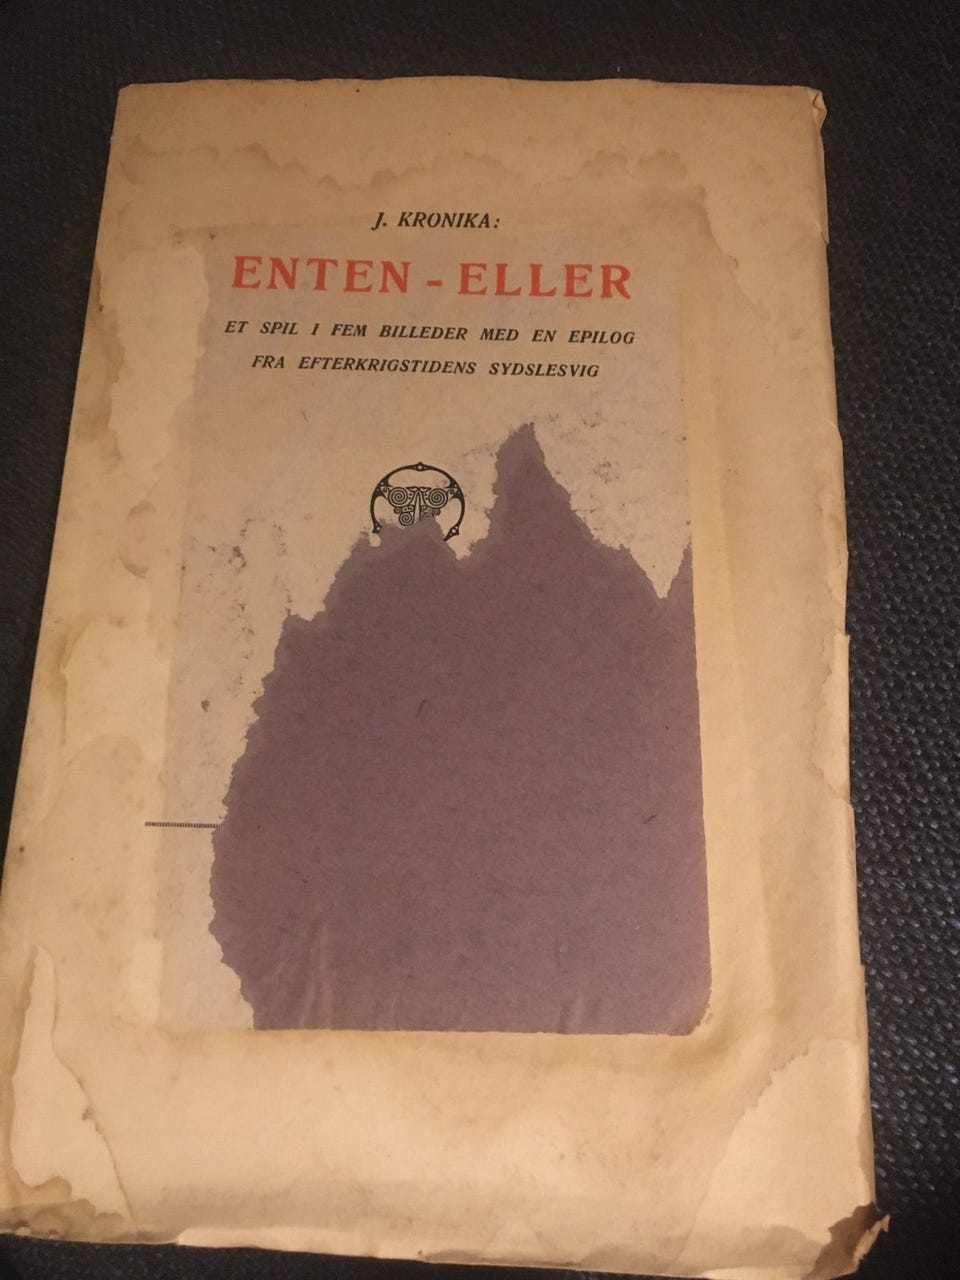 J. KRONIKA:
ENTEN - ELLER
ET SPIL I FEM BILLEDER MED EN EPILOG
FRA EFTERKRIGSTIDENS SYDSLESVIG